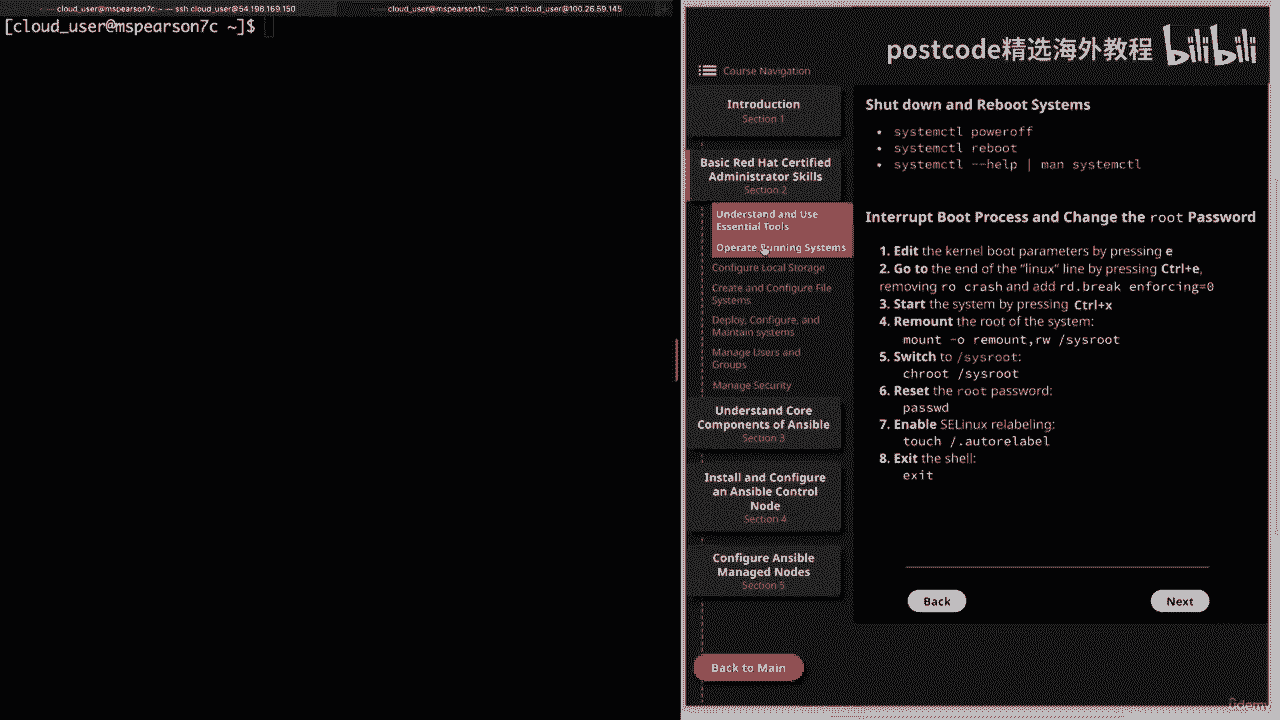 cloud_user@mspearson7c:~ — ssh cloud_user@54.198.169.150
cloud_user@mspearson1c:~ — ssh cloud_user@100.26.59.145
[cloud_user@mspearson7c ~]$
postcode精选海外教程 bilibili
Course Navigation
Introduction
Section 1
Basic Red Hat Certified
Administrator Skills
Section 2
Understand and Use
Essential Tools
Operate Running Systems
Configure Local Storage
Create and Configure File
Systems
Deploy, Configure, and
Maintain systems
Manage Users and
Groups
Manage Security
Understand Core
Components of Ansible
Section 3
Install and Configure
an Ansible Control
Node
Section 4
Configure Ansible
Managed Nodes
Section 5
Back to Main
Shut down and Reboot Systems
• systemctl poweroff
• systemctl reboot
• systemctl --help | man systemctl
Interrupt Boot Process and Change the root Password
1. Edit the kernel boot parameters by pressing e
2. Go to the end of the "linux" line by pressing Ctrl+e,
removing ro crash and add rd.break enforcing=0
3. Start the system by pressing Ctrl+x
4. Remount the root of the system:
mount -o remount,rw /sysroot
5. Switch to /sysroot:
chroot /sysroot
6. Reset the root password:
passwd
7. Enable SELinux relabeling:
touch /.autorelabel
8. Exit the shell:
exit
Back
Next
Udemy